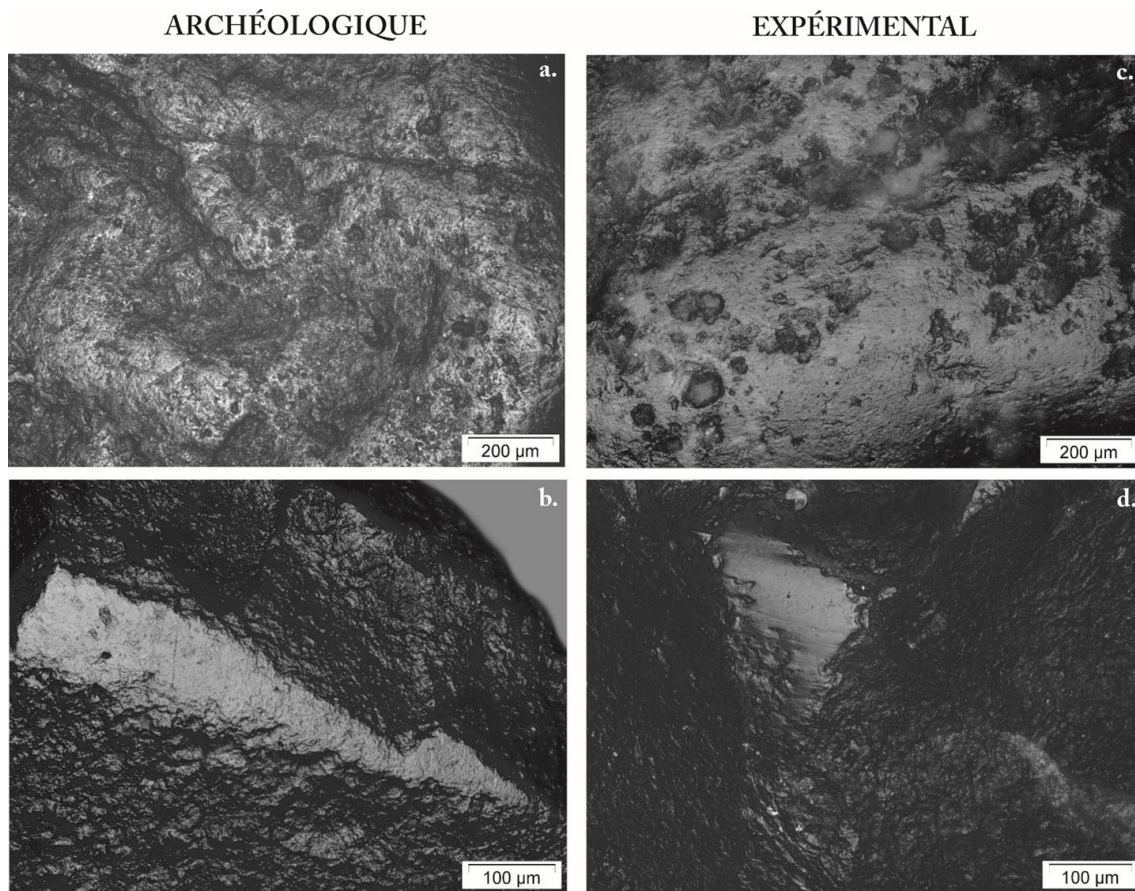 ARCHÉOLOGIQUE
EXPÉRIMENTAL
a.
200 µm
c.
200 µm
b.
100 µm
d.
100 µm